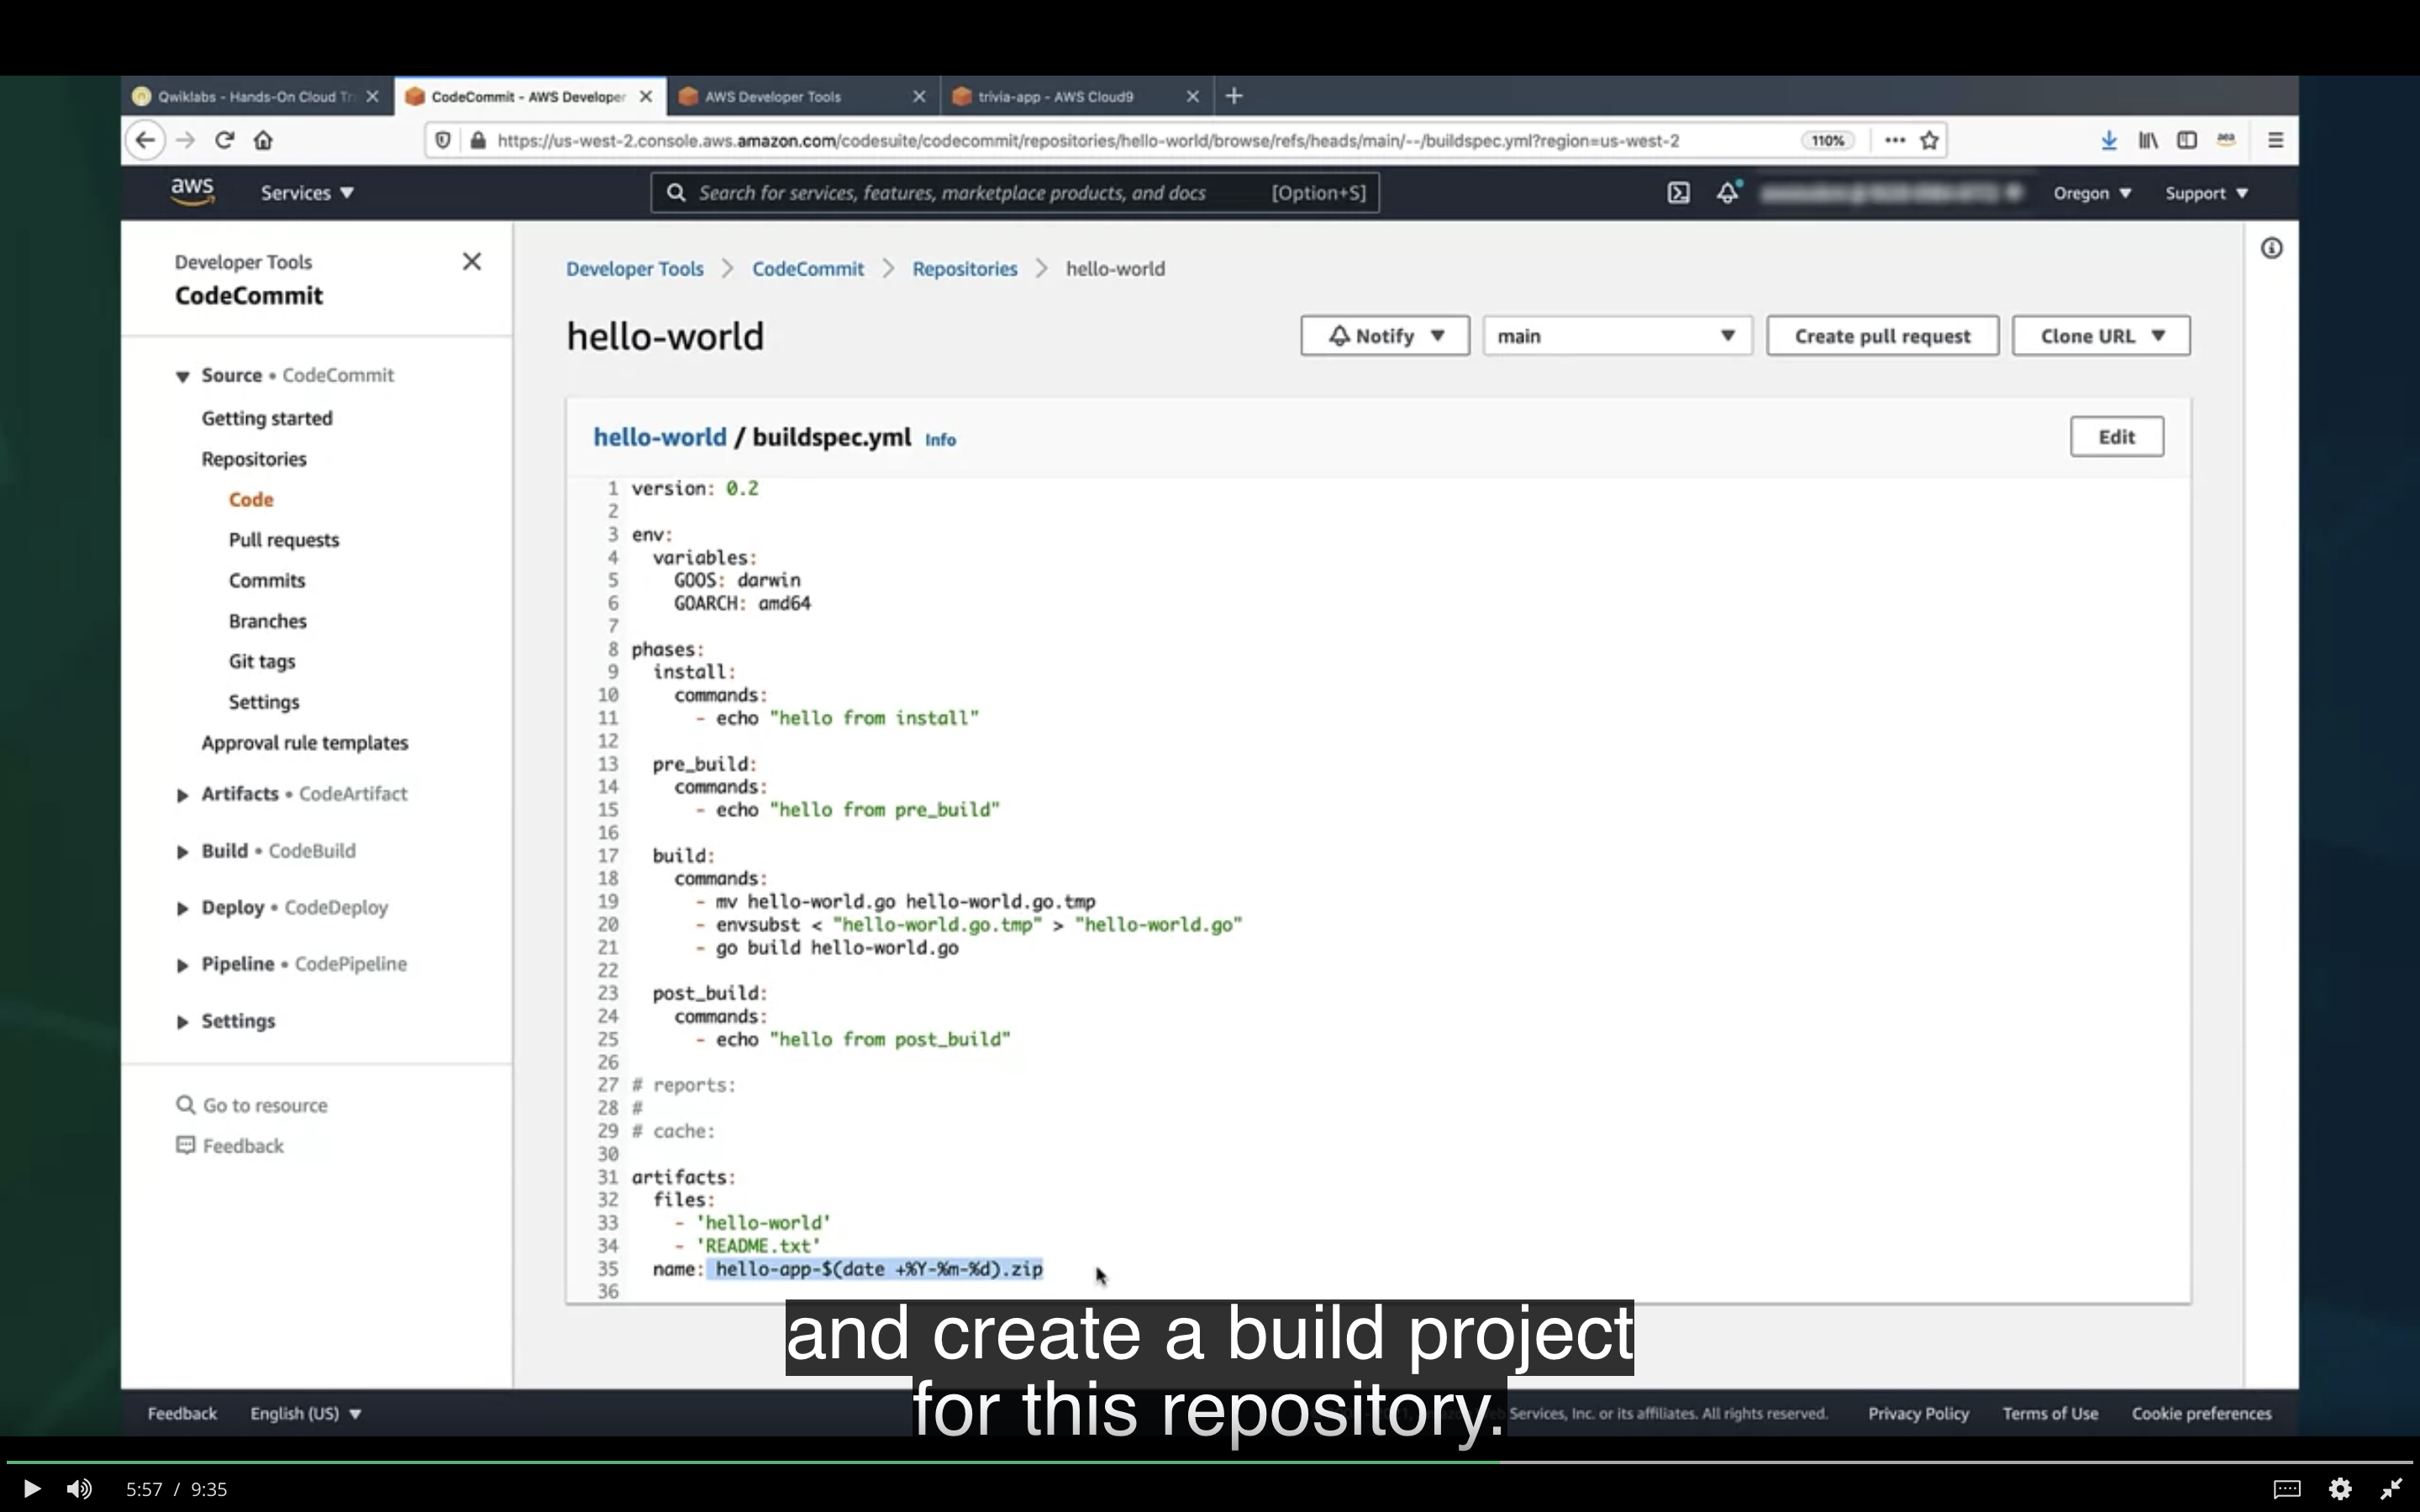 Qwiklabs - Hands-On Cloud Tr
CodeCommit - AWS Developer
AWS Developer Tools
trivia-app - AWS Cloud9
https://us-west-2.console.aws.amazon.com/codesuite/codecommit/repositories/hello-world/browse/refs/heads/main/--/buildspec.yml?region=us-west-2
110%
aws
Services
Search for services, features, marketplace products, and docs
[Option+S]
Oregon
Support
Developer Tools
CodeCommit
Source • CodeCommit
Getting started
Repositories
Code
Pull requests
Commits
Branches
Git tags
Settings
Approval rule templates
Artifacts • CodeArtifact
Build • CodeBuild
Deploy • CodeDeploy
Pipeline • CodePipeline
Settings
Go to resource
Feedback
Developer Tools > CodeCommit > Repositories > hello-world
hello-world
Notify
main
Create pull request
Clone URL
hello-world / buildspec.yml Info
Edit
1 version: 0.2
2
3 env:
4   variables:
5     GOOS: darwin
6     GOARCH: amd64
7
8 phases:
9   install:
10     commands:
11       - echo "hello from install"
12
13   pre_build:
14     commands:
15       - echo "hello from pre_build"
16
17   build:
18     commands:
19       - mv hello-world.go hello-world.go.tmp
20       - envsubst < "hello-world.go.tmp" > "hello-world.go"
21       - go build hello-world.go
22
23   post_build:
24     commands:
25       - echo "hello from post_build"
26
27 # reports:
28 #
29 # cache:
30
31 artifacts:
32   files:
33     - 'hello-world'
34     - 'README.txt'
35   name: hello-app-$(date +%Y-%m-%d).zip
36
and create a build project
for this repository.
Feedback
English (US)
Services, Inc. or its affiliates. All rights reserved.
Privacy Policy
Terms of Use
Cookie preferences
5:57 / 9:35